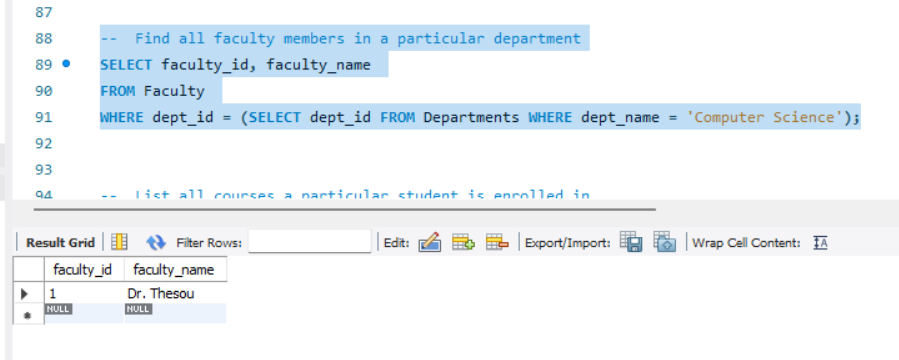 87
88 -- Find all faculty members in a particular department
89 SELECT faculty_id, faculty_name
90 FROM Faculty
91 WHERE dept_id = (SELECT dept_id FROM Departments WHERE dept_name = 'Computer Science');
92
93
94 -- List all courses a particular student is enrolled in
Result Grid Filter Rows: Edit: Export/Import: Wrap Cell Content: IA
faculty_id faculty_name
1 Dr. Thesou
NULL NULL